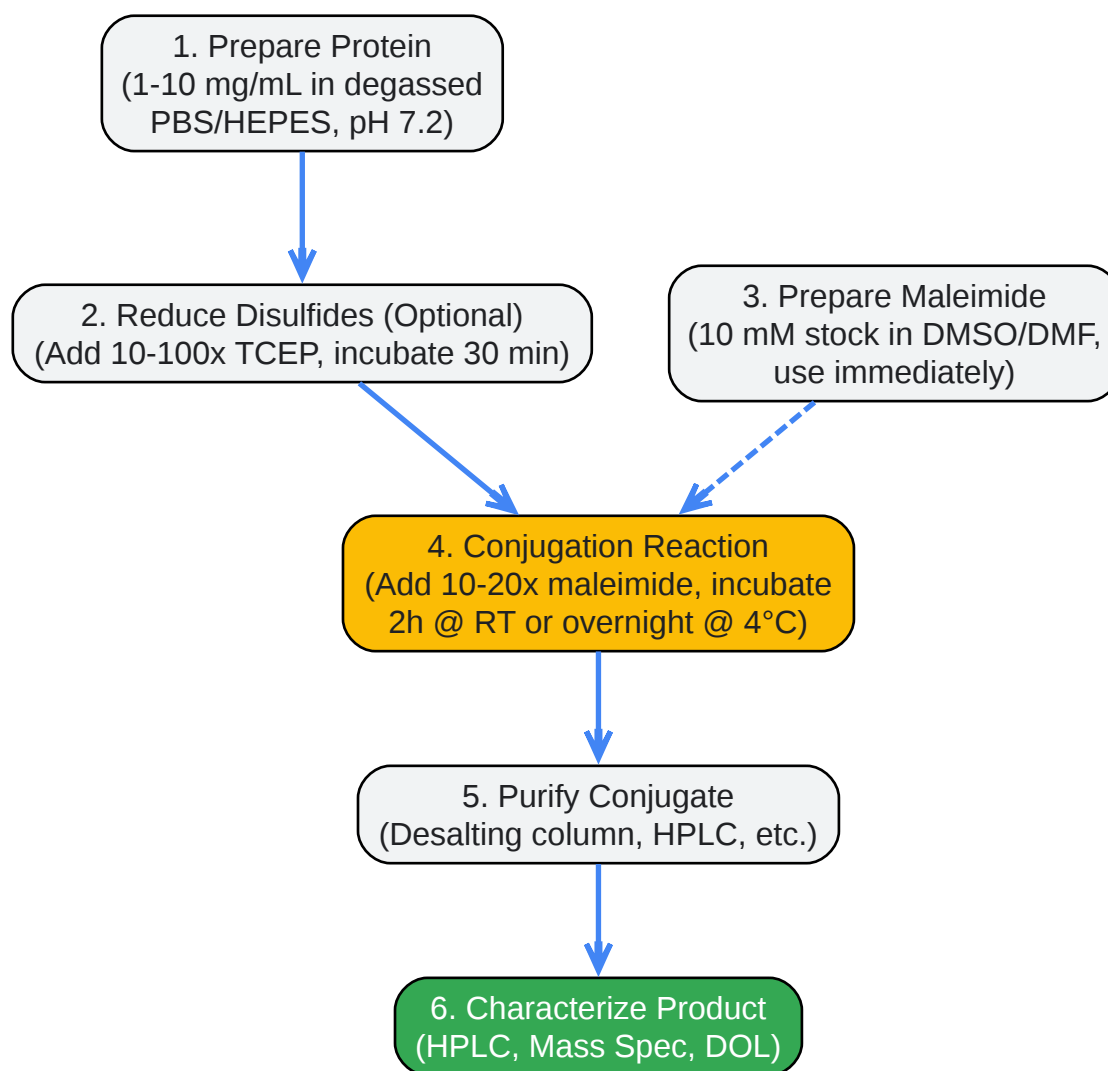 1. Prepare Protein
(1-10 mg/mL in degassed
PBS/HEPES, pH 7.2)
2. Reduce Disulfides (Optional)
(Add 10-100x TCEP, incubate 30 min)
3. Prepare Maleimide
(10 mM stock in DMSO/DMF,
use immediately)
4. Conjugation Reaction
(Add 10-20x maleimide, incubate
2h @ RT or overnight @ 4°C)
5. Purify Conjugate
(Desalting column, HPLC, etc.)
6. Characterize Product
(HPLC, Mass Spec, DOL)